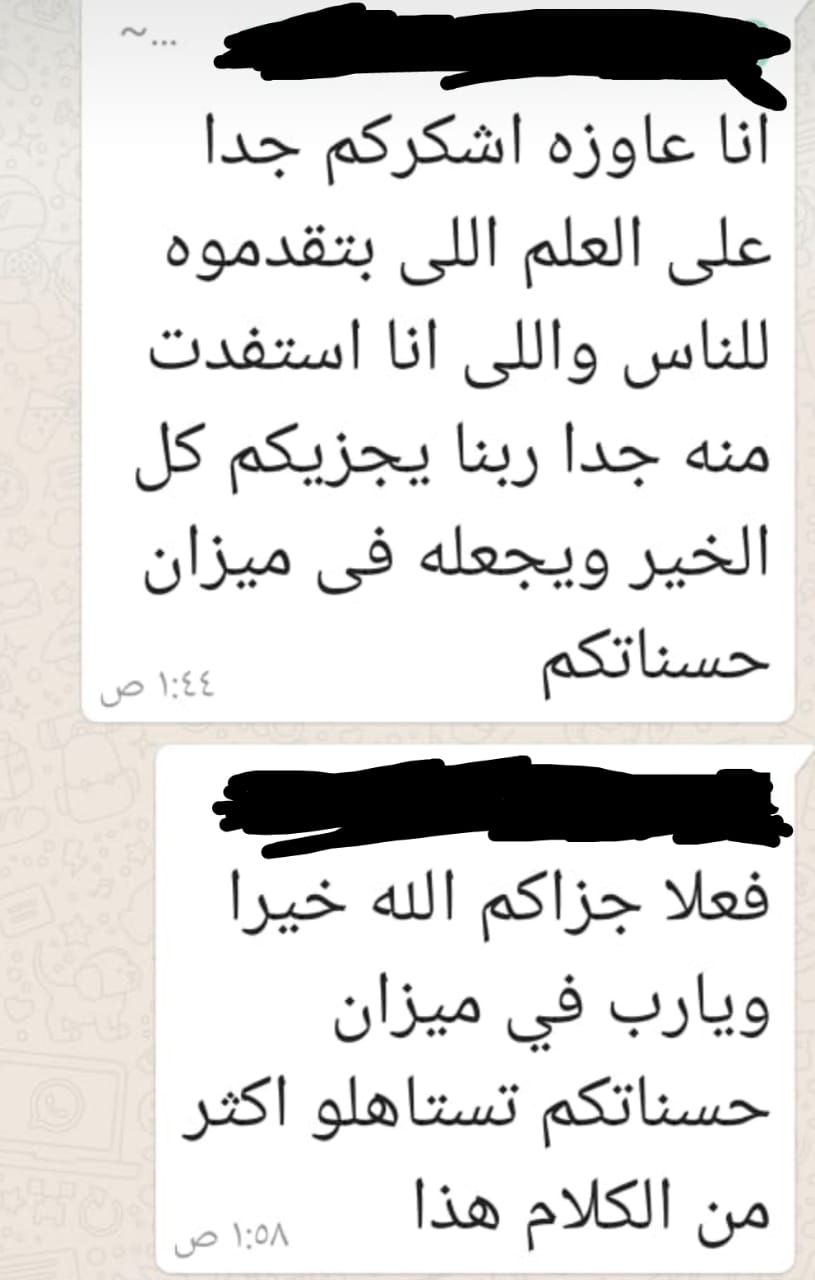 ~...
انا عاوزه اشكركم جدا
على العلم اللى بتقدموه
للناس واللى انا استفدت
منه جدا ربنا يجزيكم كل
الخير ويجعله فى ميزان
حسناتكم
١:٤٤ ص
فعلا جزاكم الله خيرا
ويارب في ميزان
حسناتكم تستاهلو اكثر
من الكلام هذا
١:٥٨ ص